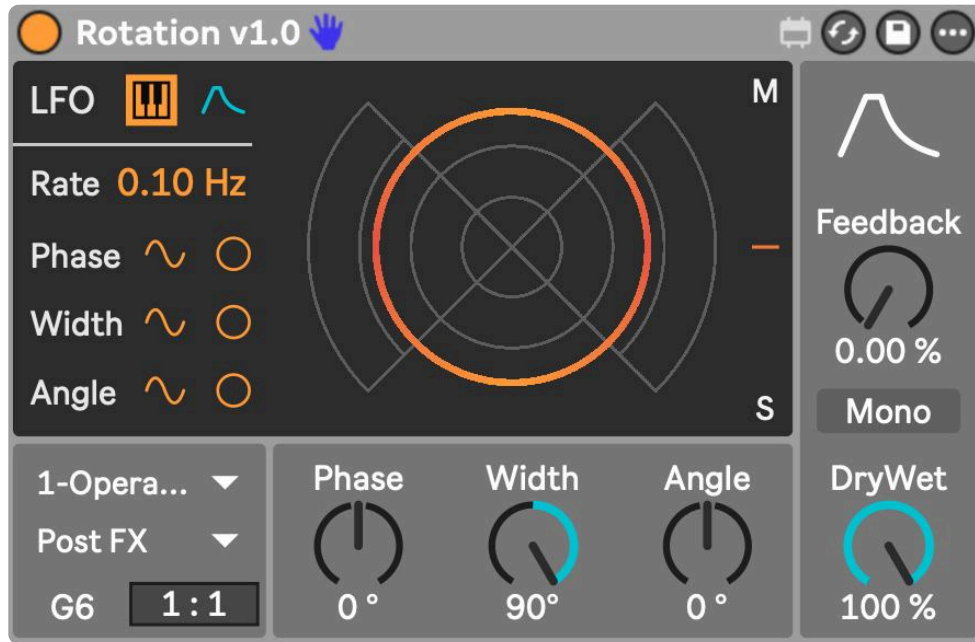 Rotation v1.0
LFO
M
Rate 0.10 Hz
Phase
Width
Angle
S
Feedback
0.00 %
Mono
DryWet
100 %
1-Opera...
Post FX
G6 1 : 1
Phase Width Angle
0 ° 90° 0 °